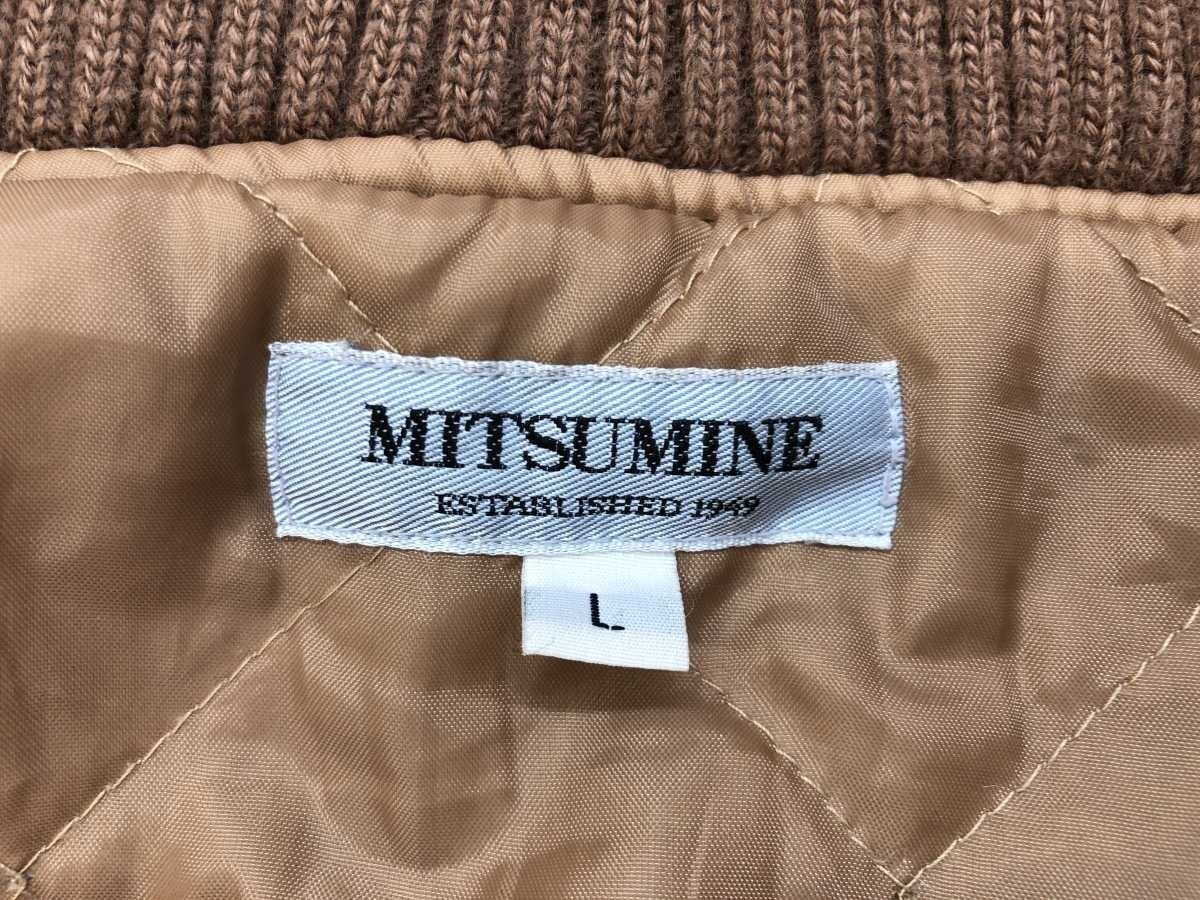 MITSUMINE
ESTABLISHED 1949
L.